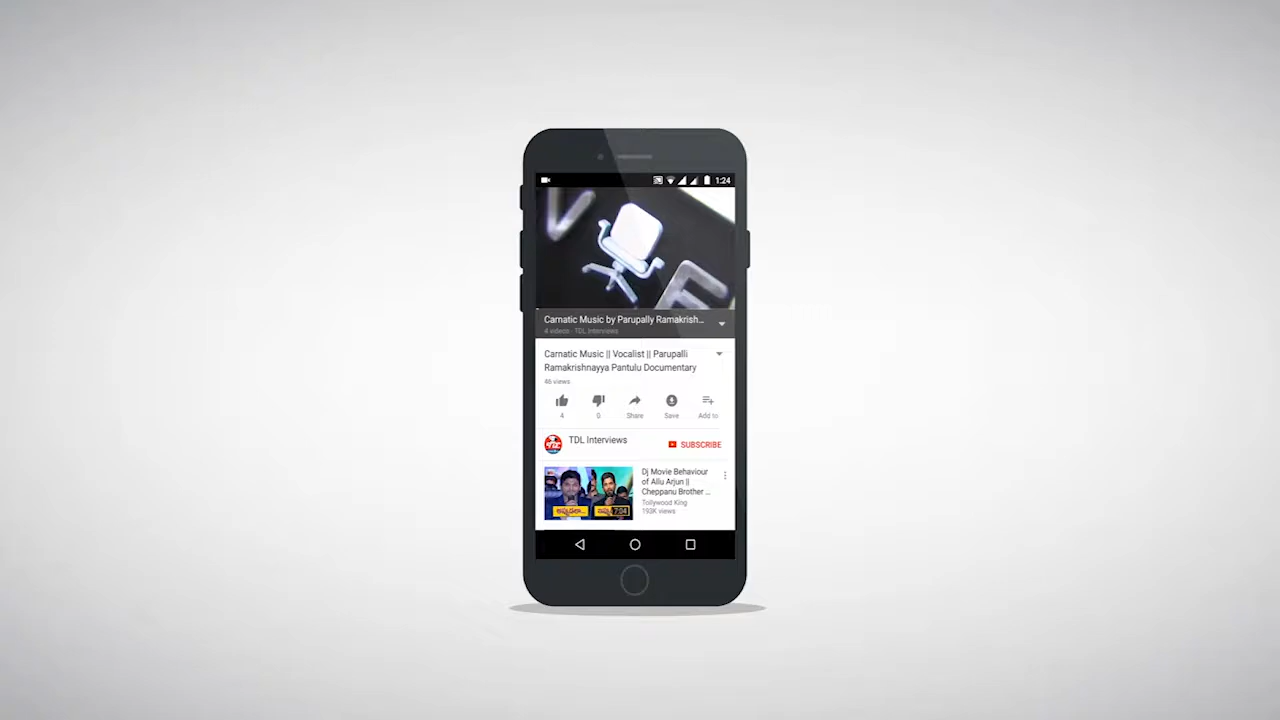 1:24
Carnatic Music by Parupally Ramakrish...
4 videos · TDL Interviews
Carnatic Music || Vocalist || Parupalli
Ramakrishnayya Pantulu Documentary
46 views
4
0
Share
Save
Add to
TDL Interviews
SUBSCRIBE
Dj Movie Behaviour
of Allu Arjun ||
Cheppanu Brother ...
Tollywood King
193K views
7:04